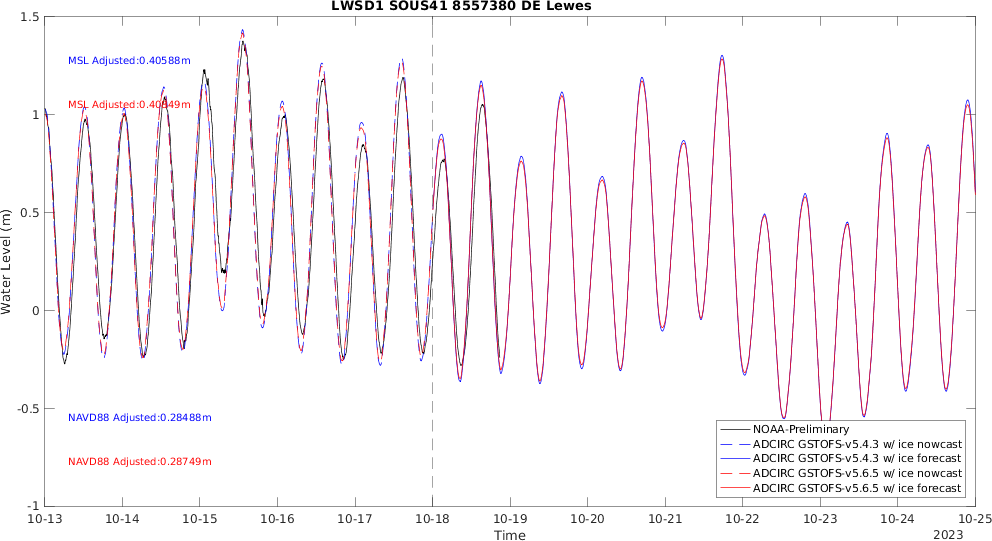 LWSD1 SOUS41 8557380 DE Lewes
1.5
MSL Adjusted:0.40588m
MSL Adjusted:0.40849m
1
0.5
Water Level (m)
0
-0.5
NAVD88 Adjusted:0.28488m
NAVD88 Adjusted:0.28749m
-1
NOAA-Preliminary
ADCIRC GSTOFS-v5.4.3 w/ ice nowcast
ADCIRC GSTOFS-v5.4.3 w/ ice forecast
ADCIRC GSTOFS-v5.6.5 w/ ice nowcast
ADCIRC GSTOFS-v5.6.5 w/ ice forecast
10-13 10-14 10-15 10-16 10-17 10-18 10-19 10-20 10-21 10-22 10-23 10-24 10-25
Time
2023